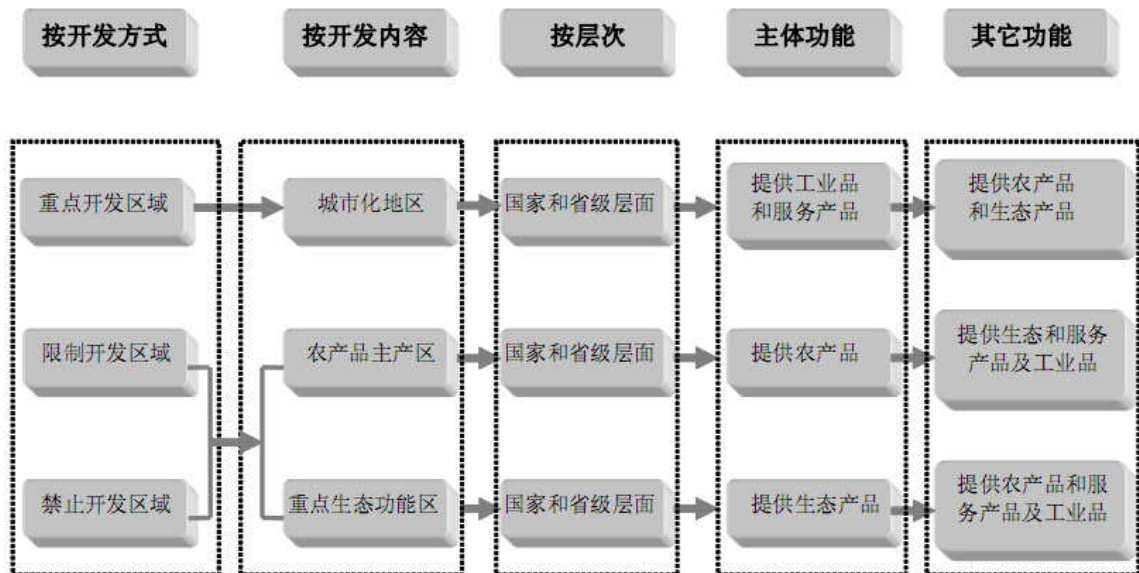 按开发方式
按开发内容
按层次
主体功能
其它功能
重点开发区域
城市化地区
国家和省级层面
提供工业品
和服务产品
提供农产品
和生态产品
限制开发区域
农产品主产区
国家和省级层面
提供农产品
提供生态和服务
产品及工业品
禁止开发区域
重点生态功能区
国家和省级层面
提供生态产品
提供农产品和服
务产品及工业品